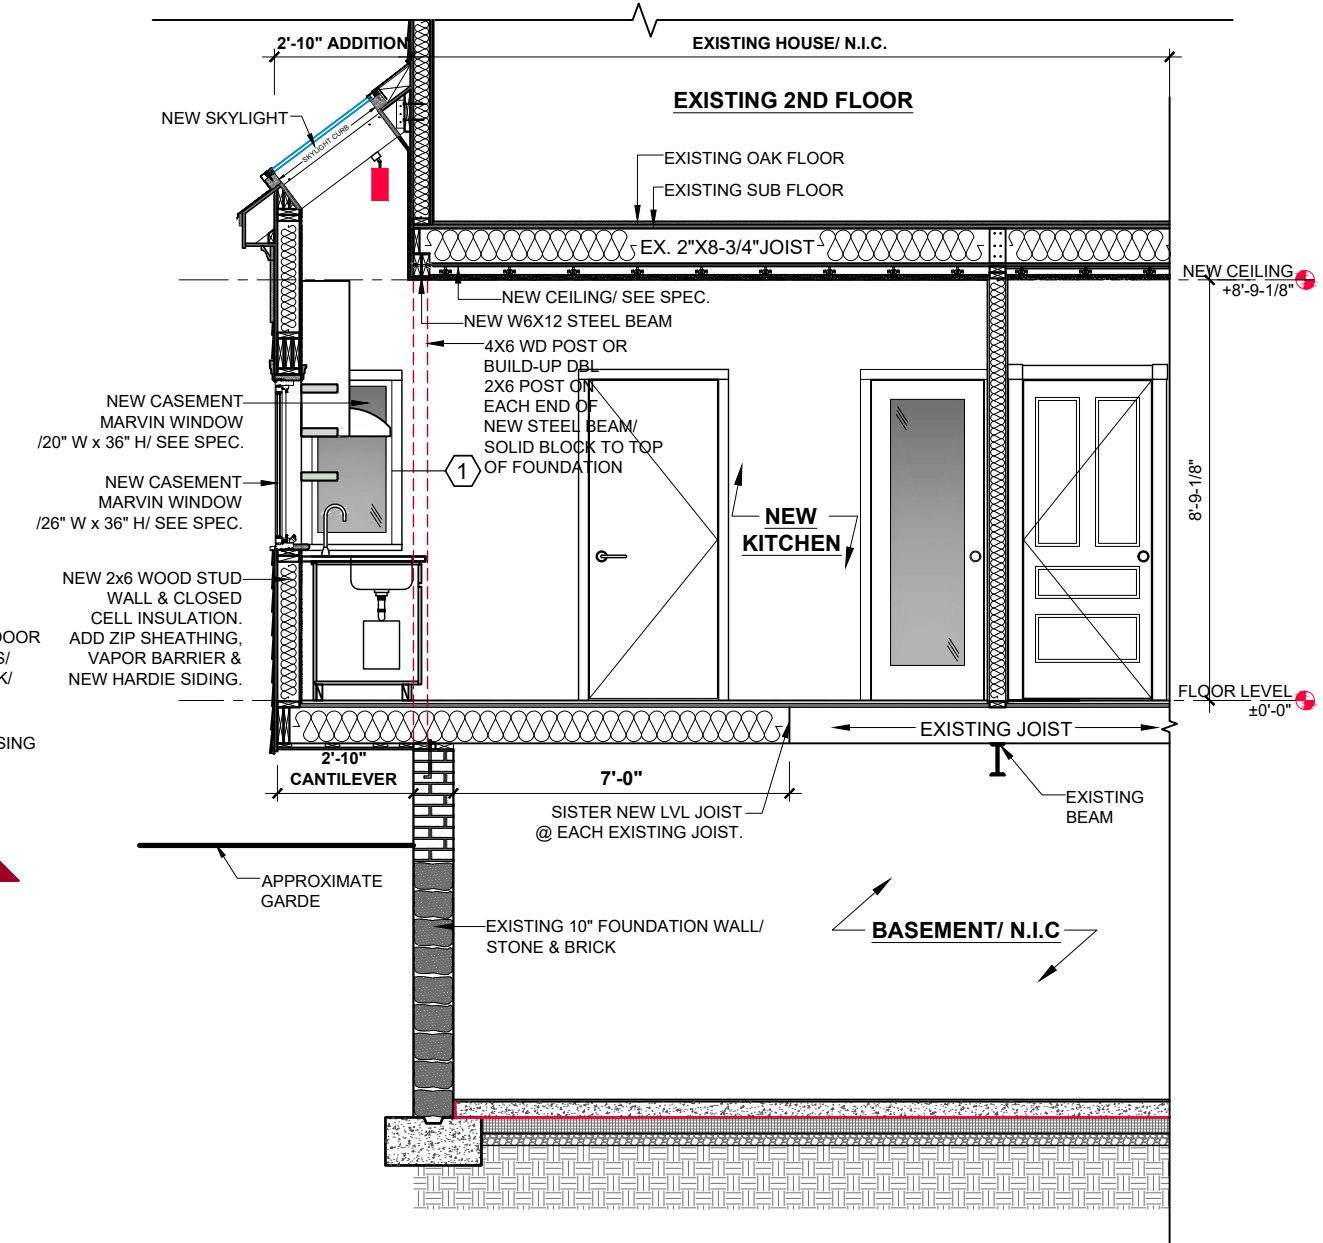 2'-10" ADDITION
EXISTING HOUSE/ N.I.C.
EXISTING 2ND FLOOR
NEW SKYLIGHT
SKYLIGHT CURB
EXISTING OAK FLOOR
EXISTING SUB FLOOR
EX. 2"X8-3/4"JOIST
NEW CEILING
+8'-9-1/8"
NEW CEILING/ SEE SPEC.
NEW W6X12 STEEL BEAM
4X6 WD POST OR
BUILD-UP DBL
2X6 POST ON
EACH END OF
NEW STEEL BEAM/
SOLID BLOCK TO TOP
OF FOUNDATION
NEW CASEMENT
MARVIN WINDOW
/20" W x 36" H/ SEE SPEC.
1
NEW CASEMENT
MARVIN WINDOW
/26" W x 36" H/ SEE SPEC.
8'-9-1/8"
NEW
KITCHEN
NEW 2x6 WOOD STUD
WALL & CLOSED
CELL INSULATION.
ADD ZIP SHEATHING,
VAPOR BARRIER &
NEW HARDIE SIDING.
OOR
S/
K/
SING
FLOOR LEVEL
±0'-0"
EXISTING JOIST
2'-10"
CANTILEVER
7'-0"
SISTER NEW LVL JOIST
@ EACH EXISTING JOIST.
EXISTING
BEAM
APPROXIMATE
GARDE
EXISTING 10" FOUNDATION WALL/
STONE & BRICK
BASEMENT/ N.I.C